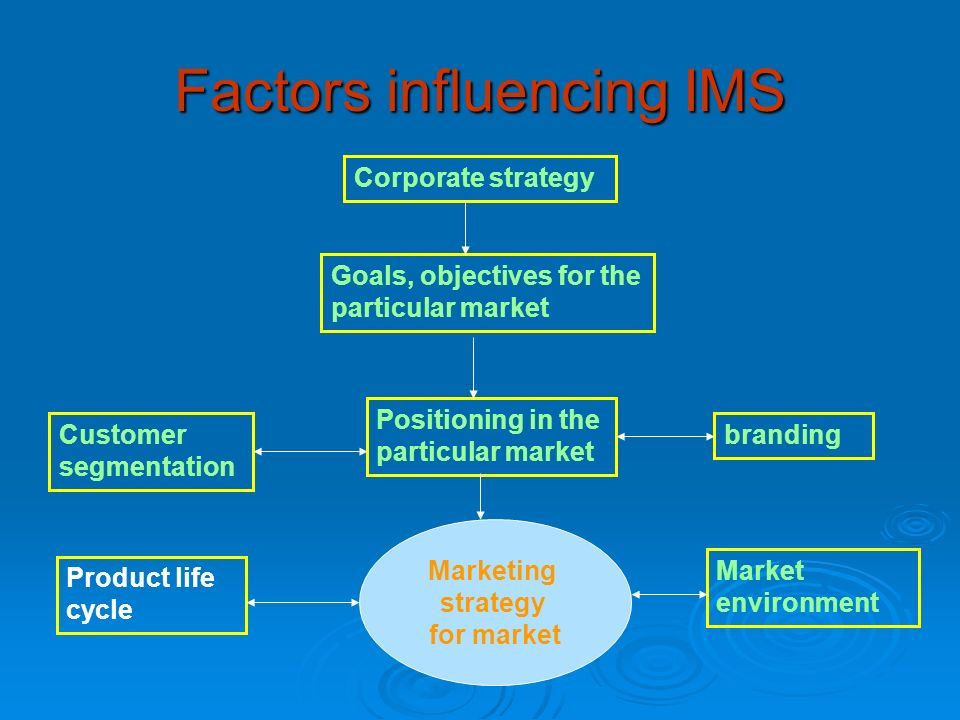 Factors influencing IMS
Corporate strategy
Goals, objectives for the
particular market
Positioning in the
particular market
Customer
segmentation
branding
Product life
cycle
Marketing
strategy
for market
Market
environment